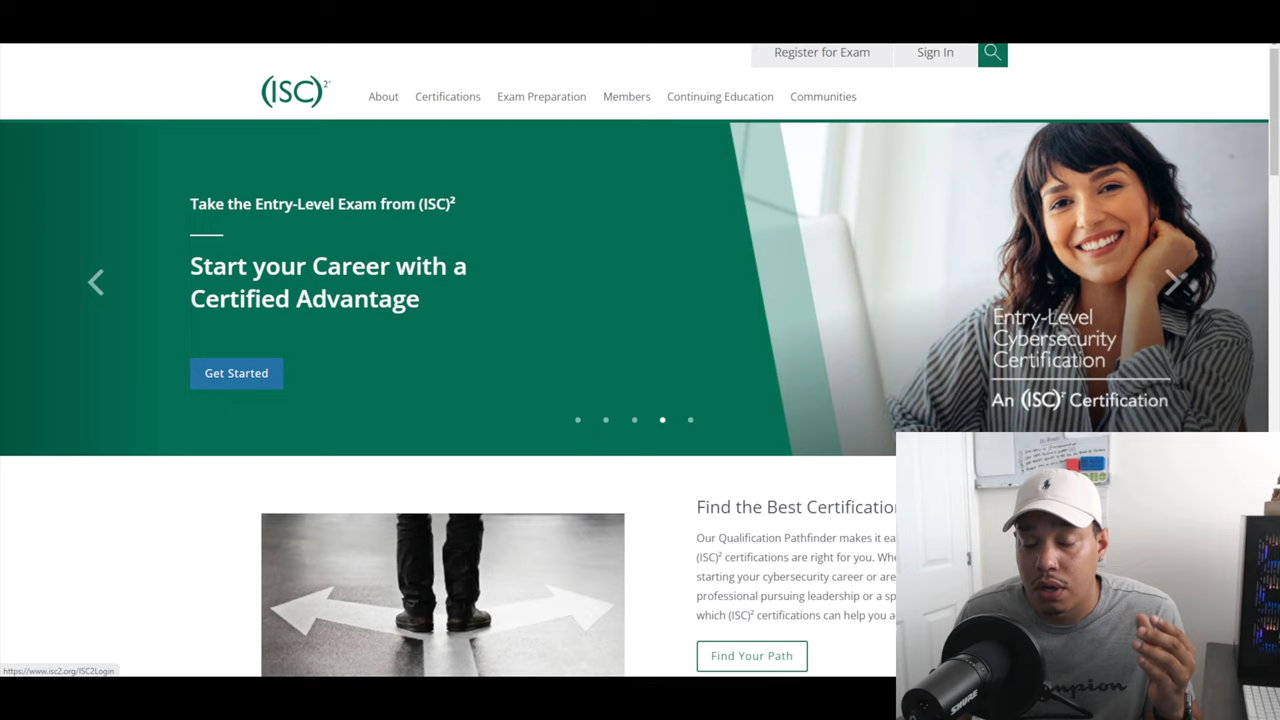 Register for Exam
Sign In
(ISC)²
About
Certifications
Exam Preparation
Members
Continuing Education
Communities
Take the Entry-Level Exam from (ISC)²
Start your Career with a
Certified Advantage
Get Started
Entry-Level
Cybersecurity
Certification
An (ISC)² Certification
Find the Best Certificatio
Our Qualification Pathfinder makes it ea
(ISC)² certifications are right for you. Whe
starting your cybersecurity career or are
professional pursuing leadership or a sp
which (ISC)² certifications can help you a
Find Your Path
https://www.isc2.org/ISC2Login
SHURE